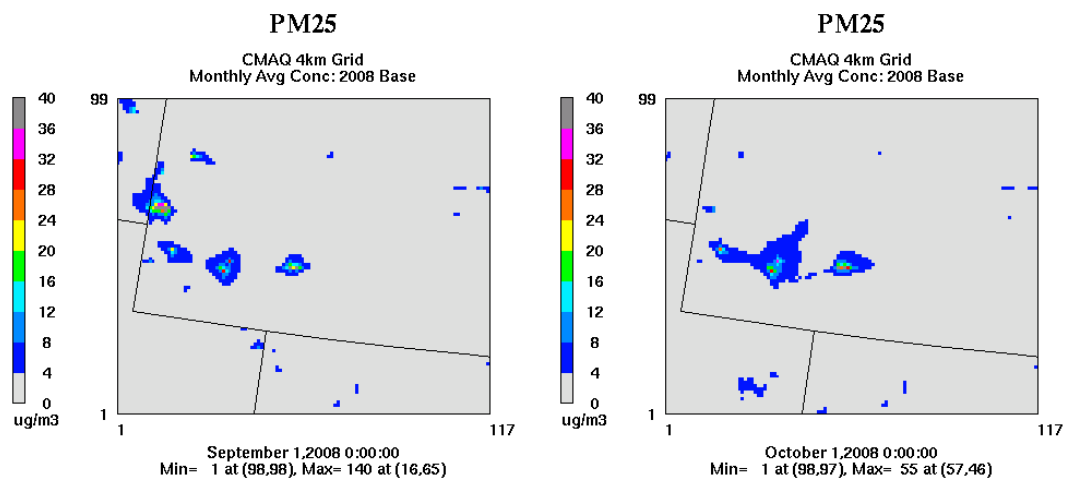 PM25
CMAQ 4km Grid
Monthly Avg Conc: 2008 Base
40
36
32
28
24
20
16
12
8
4
0
ug/m3
99
1
1
117
September 1,2008 0:00:00
Min= 1 at (98,98), Max= 140 at (16,65)
PM25
CMAQ 4km Grid
Monthly Avg Conc: 2008 Base
40
36
32
28
24
20
16
12
8
4
0
ug/m3
99
1
1
117
October 1,2008 0:00:00
Min= 1 at (98,97), Max= 55 at (57,46)